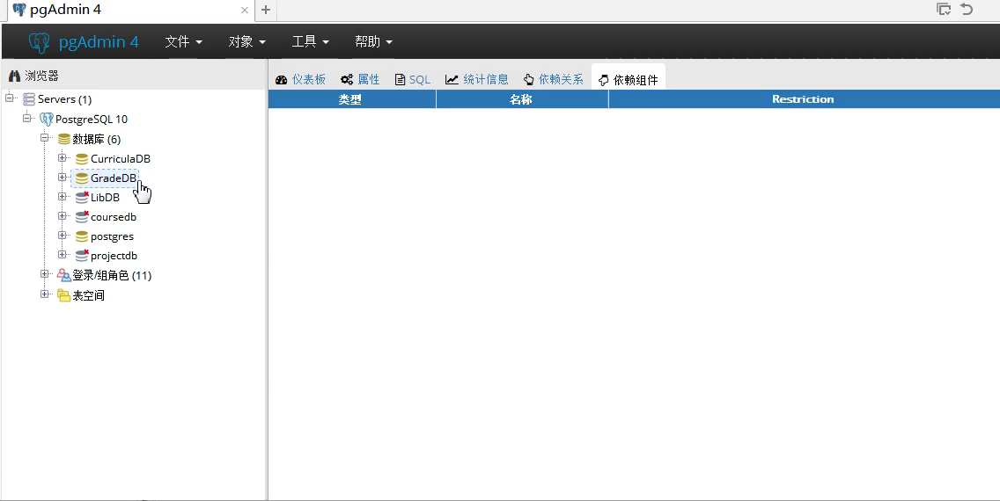 pgAdmin 4
pgAdmin 4 文件 对象 工具 帮助
浏览器
仪表板 属性 SQL 统计信息 依赖关系 依赖组件
类型 名称 Restriction
Servers (1)
PostgreSQL 10
数据库 (6)
CurriculaDB
GradeDB
LibDB
coursedb
postgres
projectdb
登录/组角色 (11)
表空间